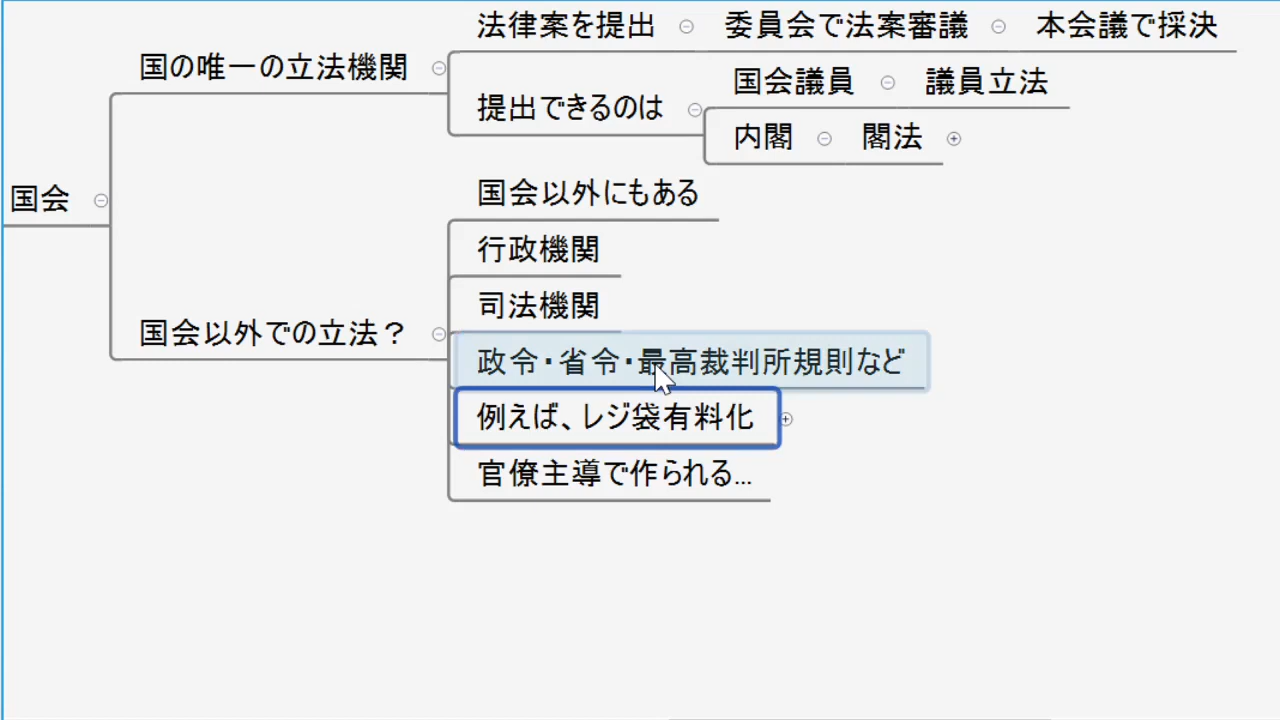 法律案を提出 委員会で法案審議 本会議で採決
国の唯一の立法機関
国会議員 議員立法
提出できるのは
内閣 閣法
国会以外にもある
国会
行政機関
司法機関
国会以外での立法？
政令・省令・最高裁判所規則など
例えば、レジ袋有料化
官僚主導で作られる...